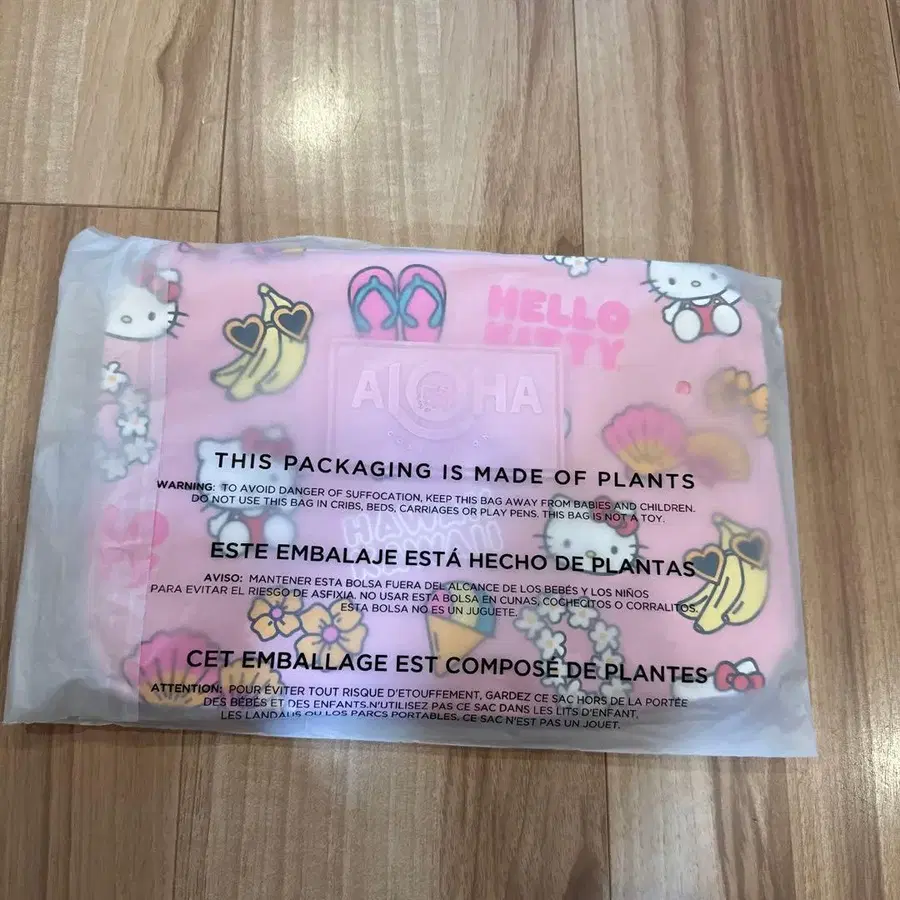 HELLO
KITTY
ALOHA
COLLECTION
THIS PACKAGING IS MADE OF PLANTS
WARNING: TO AVOID DANGER OF SUFFOCATION, KEEP THIS BAG AWAY FROM BABIES AND CHILDREN.
DO NOT USE THIS BAG IN CRIBS, BEDS, CARRIAGES OR PLAY PENS. THIS BAG IS NOT A TOY.
HAWAII
ESTE EMBALAJE ESTÁ HECHO DE PLANTAS
AVISO: MANTENER ESTA BOLSA FUERA DEL ALCANCE DE LOS BEBÉS Y LOS NIÑOS
PARA EVITAR EL RIESGO DE ASFIXIA. NO USAR ESTA BOLSA EN CUNAS, COCHECITOS O CORRALITOS.
ESTA BOLSA NO ES UN JUGUETE.
CET EMBALLAGE EST COMPOSÉ DE PLANTES
ATTENTION: POUR ÉVITER TOUT RISQUE D'ETOUFFEMENT, GARDEZ CE SAC HORS DE LA PORTÉE
DES BÉBÉS ET DES ENFANTS.N'UTILISEZ PAS CE SAC DANS LES LITS D'ENFANT,
LES LANDAUS OU LOS PARCS PORTABLES. CE SAC N'EST PAS UN JOUET.